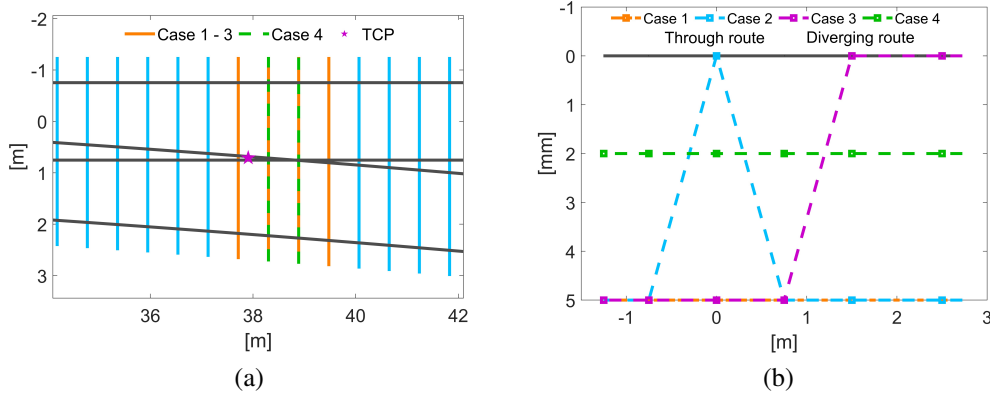 Case 1 - 3 Case 4 TCP
-2
-1
0
1
2
3
[m]
36 38 40 42
[m]
(a)
Case 1 Case 2 Case 3 Case 4
Through route Diverging route
-1
0
1
2
3
4
5
[mm]
-1 0 1 2 3
[m]
(b)